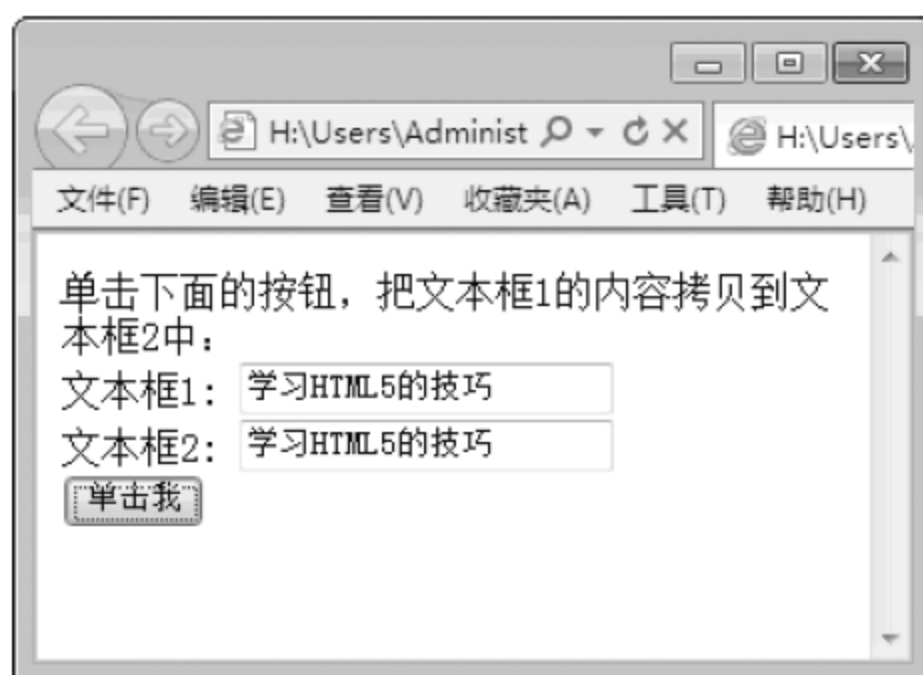 H:\Users\Administ
H:\Users\
文件(F) 编辑(E) 查看(V) 收藏夹(A) 工具(T) 帮助(H)
单击下面的按钮，把文本框1的内容拷贝到文
本框2中：
文本框1: 学习HTML5的技巧
文本框2: 学习HTML5的技巧
单击我